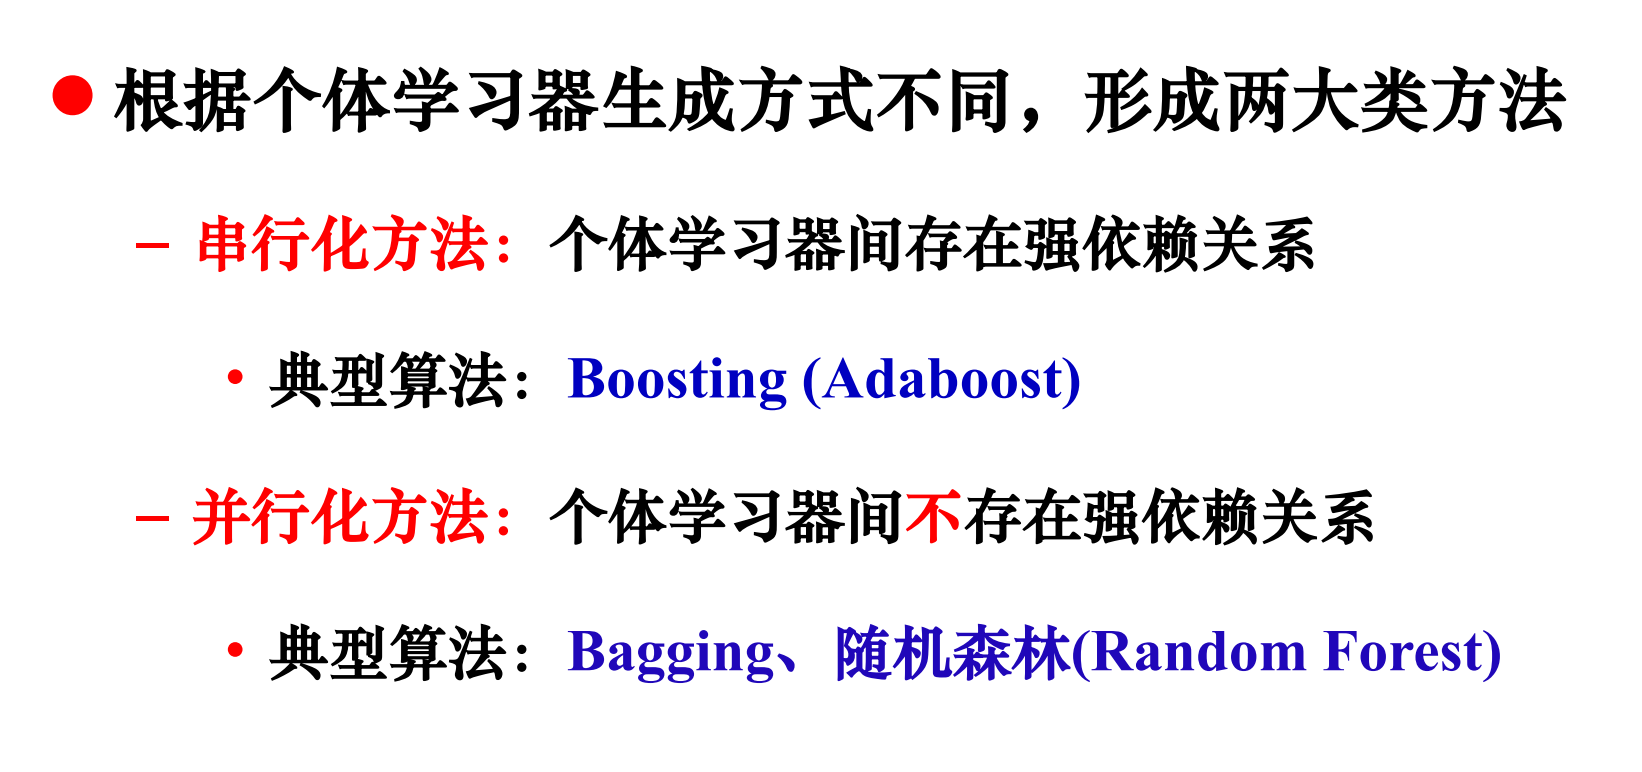 ● 根据个体学习器生成方式不同，形成两大类方法
– 串行化方法：个体学习器间存在强依赖关系
• 典型算法：Boosting (Adaboost)
– 并行化方法：个体学习器间不存在强依赖关系
• 典型算法：Bagging、随机森林(Random Forest)